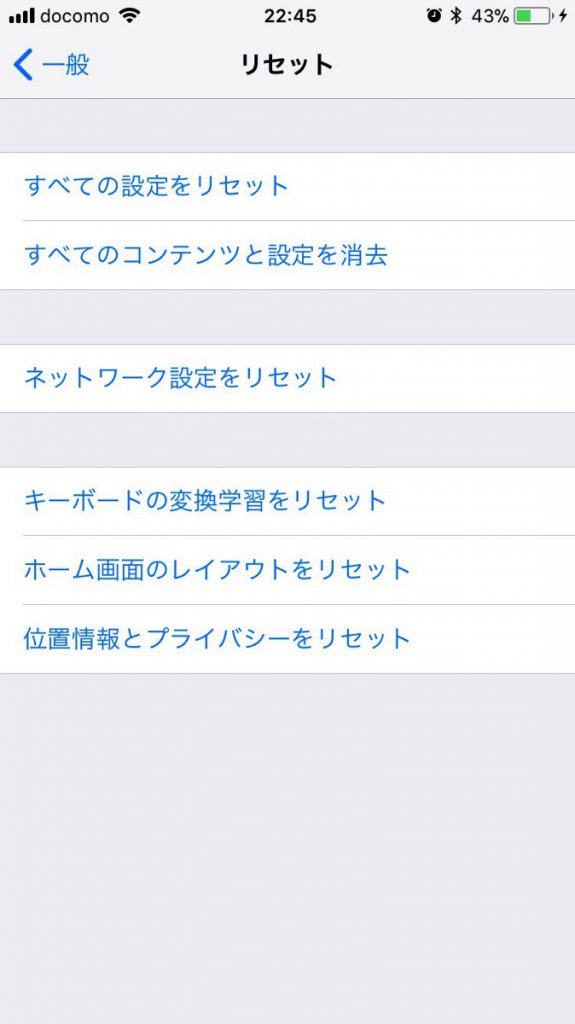 docomo 22:45 43%
一般 リセット
すべての設定をリセット
すべてのコンテンツと設定を消去
ネットワーク設定をリセット
キーボードの変換学習をリセット
ホーム画面のレイアウトをリセット
位置情報とプライバシーをリセット